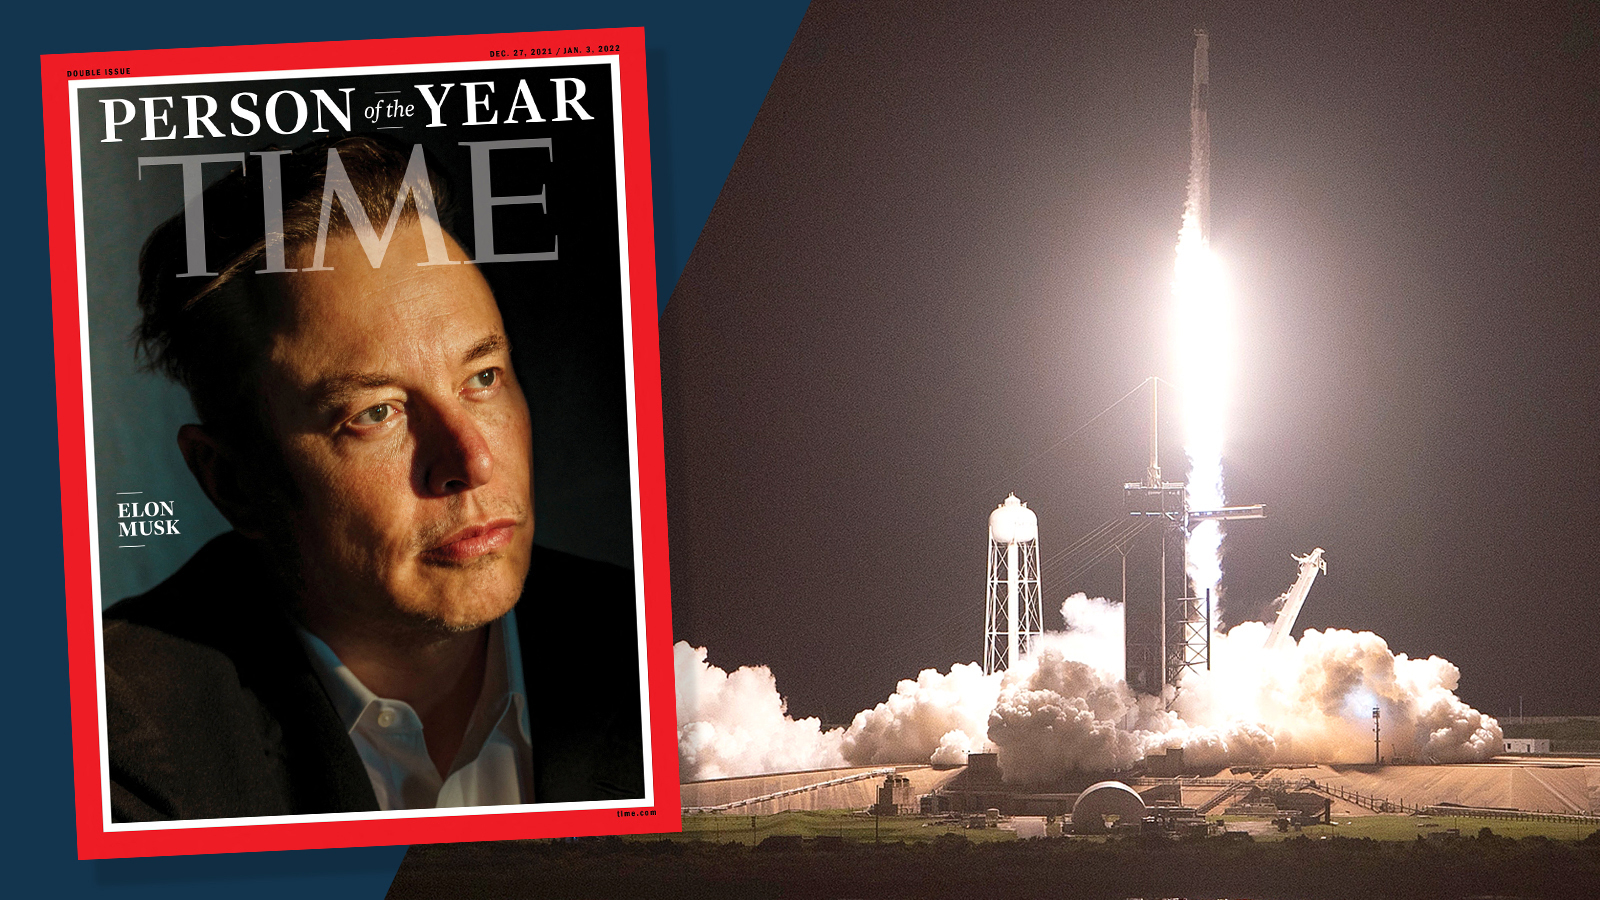 DOUBLE ISSUE
DEC. 27, 2021 / JAN. 3, 2022
PERSON of the YEAR
TIME
ELON
MUSK
time.com